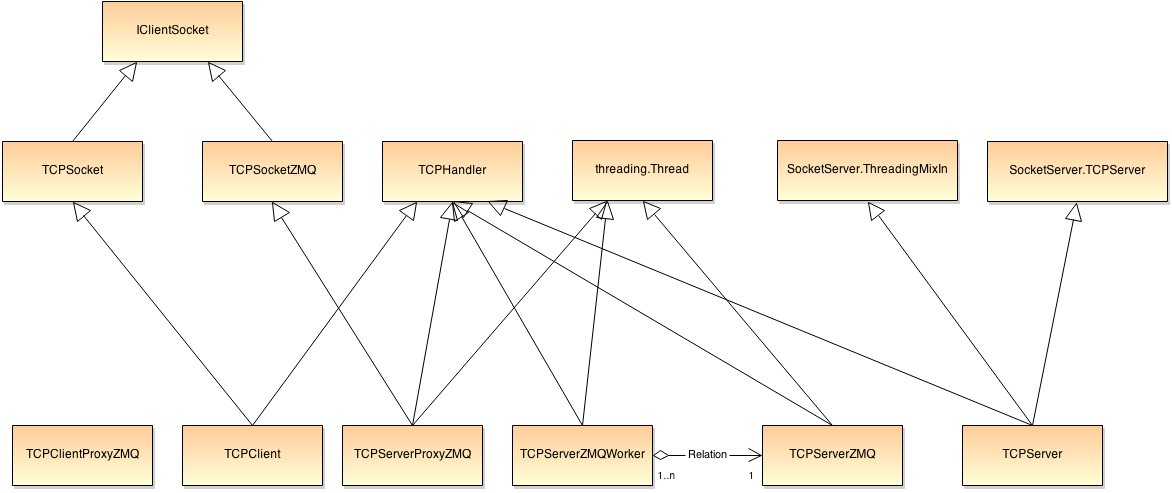 IClientSocket
TCPSocket
TCPSocketZMQ
TCPHandler
threading.Thread
SocketServer.ThreadingMixIn
SocketServer.TCPServer
TCPClientProxyZMQ
TCPClient
TCPServerProxyZMQ
TCPServerZMQWorker
Relation
1..n
1
TCPServerZMQ
TCPServer